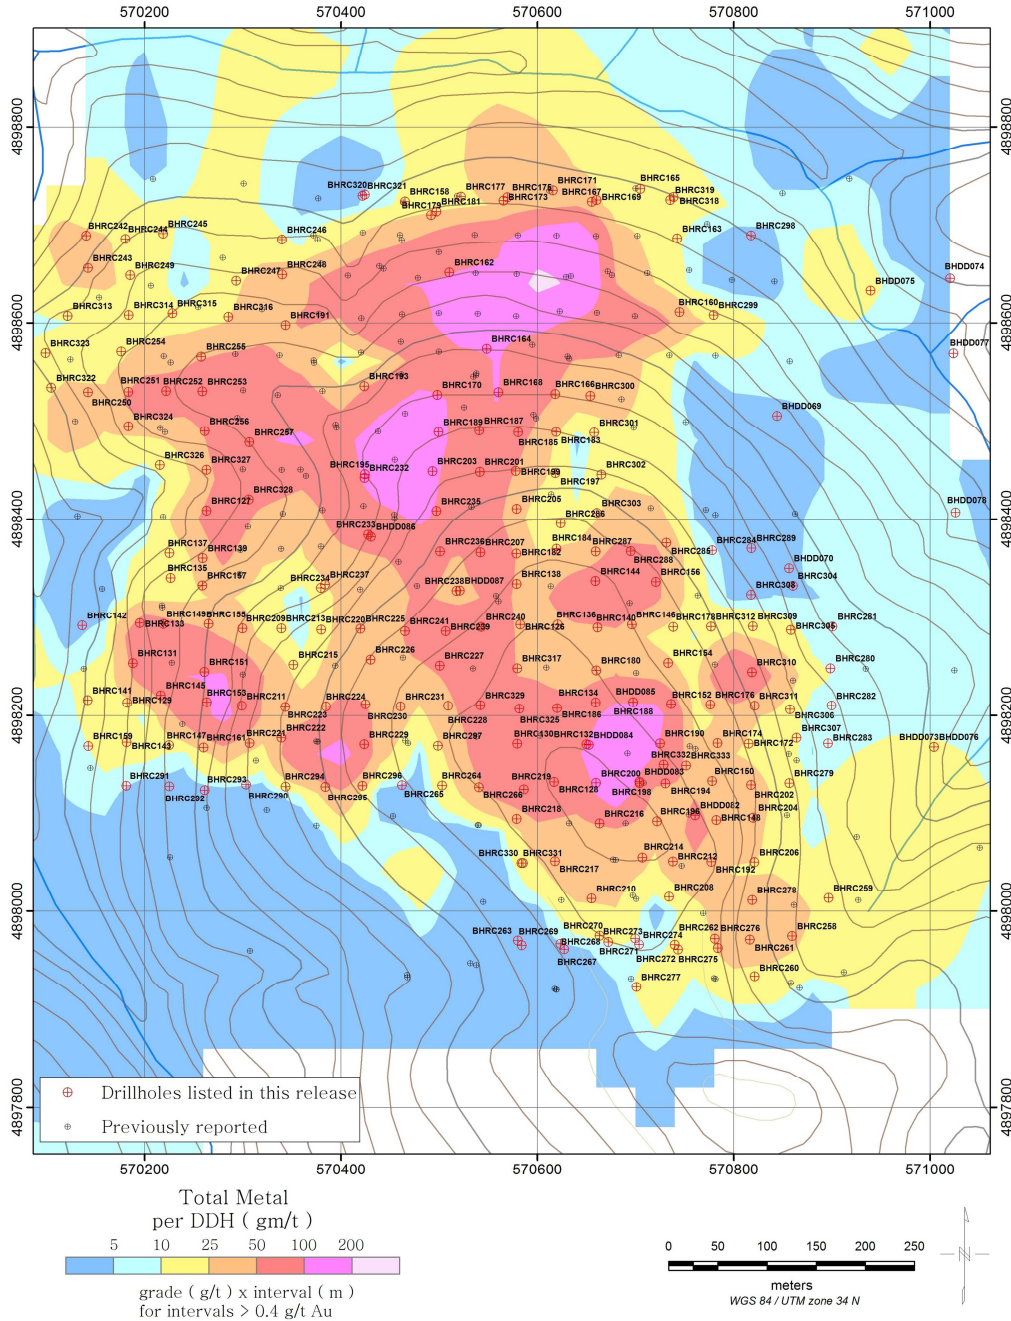 570200 570400 570600 570800 571000
4898800 4898800
BHRC320 BHRC321 BHRC158 BHRC177 BHRC175 BHRC171 BHRC165
BHRC179 BHRC181 BHRC173 BHRC167 BHRC169 BHRC319
BHRC318
BHRC242 BHRC244 BHRC245 BHRC246 BHRC163 BHRC298
BHRC243 BHRC249 BHRC247 BHRC248 BHRC162 BHDD075 BHDD074
BHRC313 BHRC314 BHRC315 BHRC316 BHRC191 BHRC160 BHRC299
4898600 4898600
BHRC323 BHRC254 BHRC255 BHRC164 BHDD077
BHRC322 BHRC251 BHRC252 BHRC253 BHRC193 BHRC170 BHRC168 BHRC166 BHRC300
BHRC250 BHDD069
BHRC324 BHRC256 BHRC257 BHRC189 BHRC187 BHRC185 BHRC183 BHRC301
BHRC326 BHRC327 BHRC195 BHRC232 BHRC203 BHRC201 BHRC199 BHRC197 BHRC302
BHRC328 BHRC127 BHRC235 BHRC205 BHRC286 BHRC303 BHDD078
4898400 4898400
BHRC233 BHDD086 BHRC137 BHRC139 BHRC236 BHRC207 BHRC182 BHRC184 BHRC287 BHRC285 BHRC284 BHRC289
BHRC288 BHDD070
BHRC135 BHRC157 BHRC234 BHRC237 BHRC238 BHDD087 BHRC138 BHRC144 BHRC156 BHRC308 BHRC304
BHRC142 BHRC133 BHRC149 BHRC155 BHRC209 BHRC213 BHRC220 BHRC225 BHRC241 BHRC239 BHRC240 BHRC126 BHRC136 BHRC140 BHRC146 BHRC178 BHRC312 BHRC309 BHRC305 BHRC281
BHRC131 BHRC151 BHRC215 BHRC226 BHRC227 BHRC317 BHRC180 BHRC154 BHRC310 BHRC280
BHRC141 BHRC129 BHRC145 BHRC153 BHRC211 BHRC223 BHRC224 BHRC230 BHRC231 BHRC228 BHRC329 BHRC325 BHRC134 BHRC186 BHDD085 BHRC188 BHRC152 BHRC176 BHRC311 BHRC306 BHRC282
4898200 4898200
BHRC159 BHRC143 BHRC147 BHRC161 BHRC221 BHRC222 BHRC229 BHRC132 BHDD084 BHRC190 BHRC174 BHRC172 BHRC307 BHRC283 BHDD073 BHDD076
BHRC332 BHRC333
BHRC291 BHRC292 BHRC293 BHRC290 BHRC294 BHRC295 BHRC296 BHRC265 BHRC264 BHRC266 BHRC219 BHRC128 BHRC200 BHRC198 BHDD083 BHRC194 BHRC150 BHRC202 BHRC279
BHRC218 BHRC216 BHRC196 BHDD082 BHRC148 BHRC204
BHRC330 BHRC331 BHRC217 BHRC214 BHRC212 BHRC192 BHRC206
BHRC210 BHRC208 BHRC278 BHRC259
4898000 4898000
BHRC263 BHRC269 BHRC268 BHRC267 BHRC270 BHRC273 BHRC271 BHRC274 BHRC272 BHRC262 BHRC275 BHRC276 BHRC261 BHRC258
BHRC277 BHRC260
4897800 4897800
Drillholes listed in this release
Previously reported
570200 570400 570600 570800 571000
Total Metal
per DDH ( gm/t )
5 10 25 50 100 200
grade ( g/t ) x interval ( m )
for intervals > 0.4 g/t Au
0 50 100 150 200 250
meters
WGS 84 / UTM zone 34 N
N